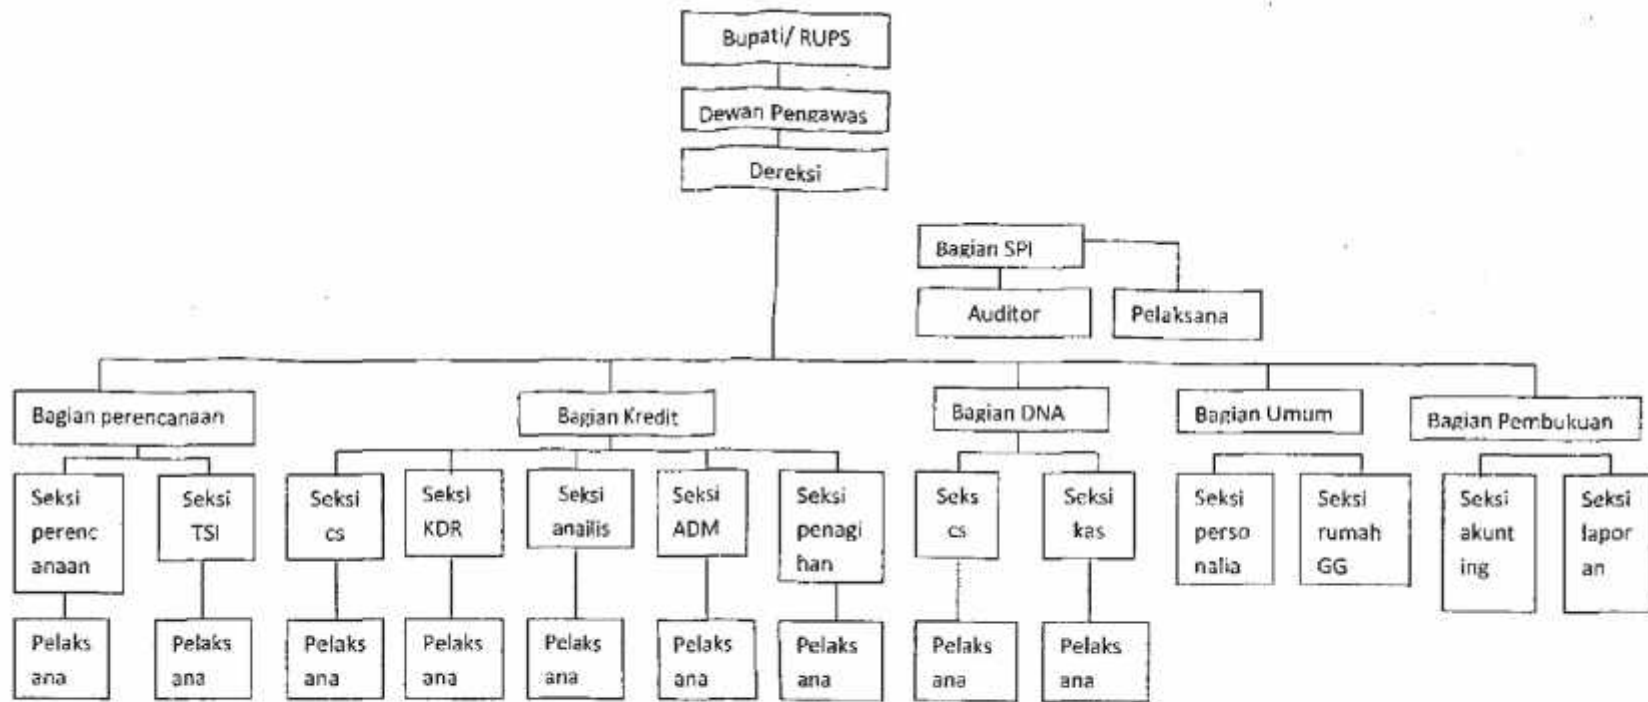 Bupati/ RUPS
Dewan Pengawas
Dereksi
Bagian SPI
Auditor
Pelaksana
Bagian perencanaan
Bagian Kredit
Bagian DNA
Bagian Umum
Bagian Pembukuan
Seksi
perenc
anaan
Seksi
TSI
Seksi
cs
Seksi
KDR
Seksi
anailis
Seksi
ADM
Seksi
penagi
han
Seks
cs
Seksi
kas
Seksi
perso
nalia
Seksi
rumah
GG
Seksi
akunt
ing
Seksi
lapor
an
Pelaks
ana
Pelaks
ana
Pelaks
ana
Pelaks
ana
Pelaks
ana
Pelaks
ana
Pelaks
ana
Pelaks
ana
Pelaks
ana